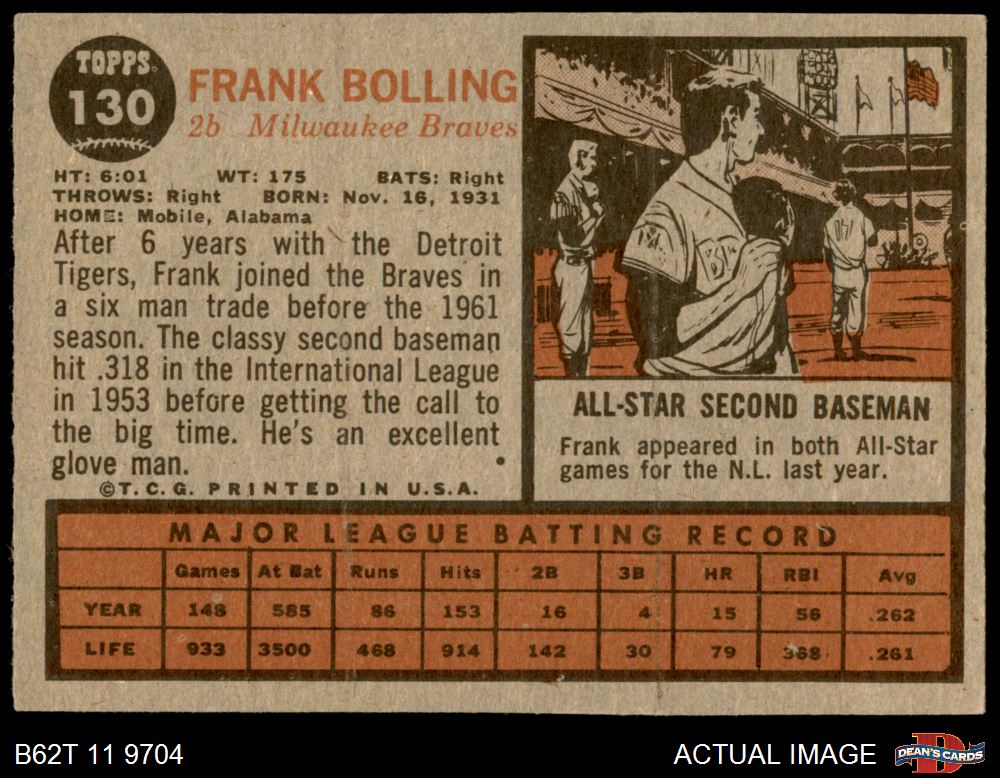 TOPPS
130
FRANK BOLLING
2b Milwaukee Braves
HT: 6:01 WT: 175 BATS: Right
THROWS: Right BORN: Nov. 16, 1931
HOME: Mobile, Alabama
After 6 years with the Detroit
Tigers, Frank joined the Braves in
a six man trade before the 1961
season. The classy second baseman
hit .318 in the International League
in 1953 before getting the call to
the big time. He's an excellent
glove man.
©T.C.G. PRINTED IN U.S.A.
ALL-STAR SECOND BASEMAN
Frank appeared in both All-Star
games for the N.L. last year.
MAJOR LEAGUE BATTING RECORD
Games At Bat Runs Hits 2B 3B HR RBI Avg
YEAR 148 585 86 153 16 4 15 56 .262
LIFE 933 3500 468 914 142 30 79 368 .261
B62T 11 9704
ACTUAL IMAGE
DEAN'S CARDS